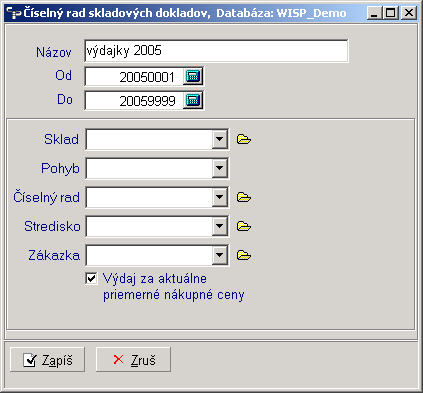 Číselný rad skladových dokladov, Databáza: WISP_Demo
Názov výdajky 2005
Od 20050001
Do 20059999
Sklad
Pohyb
Číselný rad
Stredisko
Zákazka
Výdaj za aktuálne
priemerné nákupné ceny
Zapíš Zruš